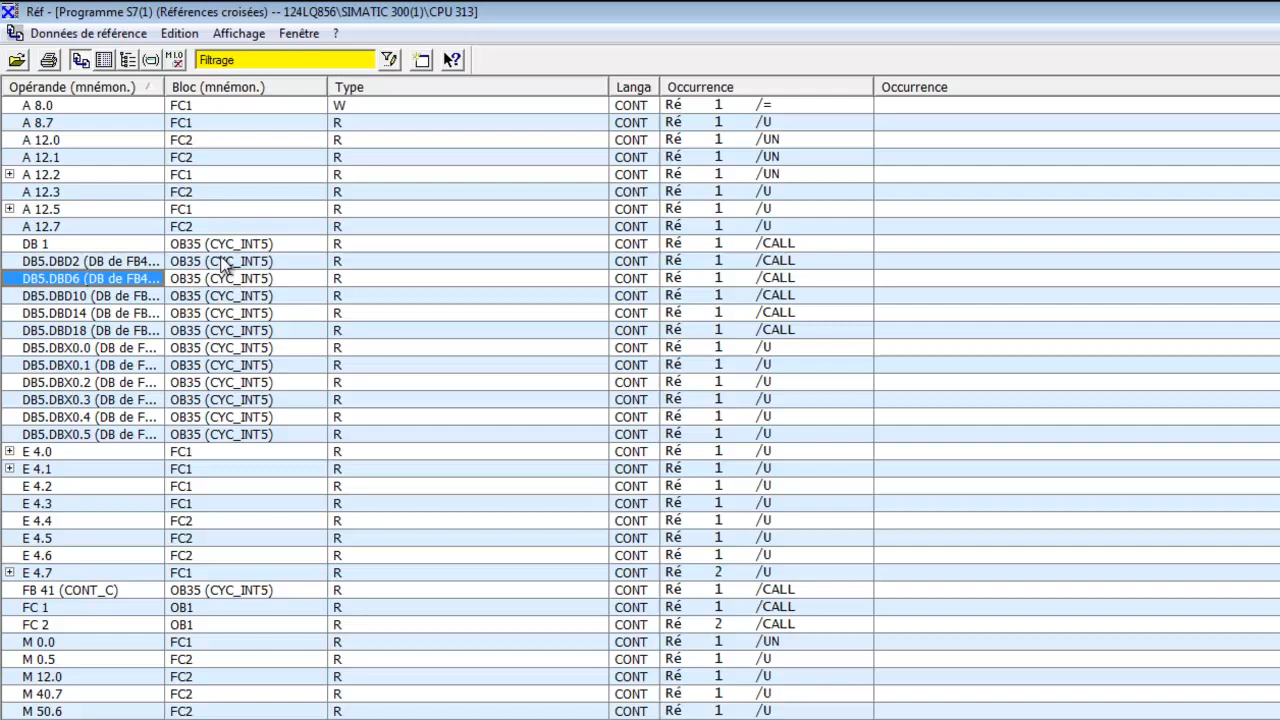 Réf - [Programme S7(1) (Références croisées) -- 124LQ856\SIMATIC 300(1)\CPU 313]
Données de référence Edition Affichage Fenêtre ?
Filtrage
Opérande (mnémon.) Bloc (mnémon.) Type Langa Occurrence Occurrence
A 8.0 FC1 W CONT Ré 1 /=
A 8.7 FC1 R CONT Ré 1 /U
A 12.0 FC2 R CONT Ré 1 /UN
A 12.1 FC2 R CONT Ré 1 /UN
A 12.2 FC1 R CONT Ré 1 /UN
A 12.3 FC2 R CONT Ré 1 /U
A 12.5 FC1 R CONT Ré 1 /U
A 12.7 FC2 R CONT Ré 1 /U
DB 1 OB35 (CYC_INT5) R CONT Ré 1 /CALL
DB5.DBD2 (DB de FB4... OB35 (CYC_INT5) R CONT Ré 1 /CALL
DB5.DBD6 (DB de FB4... OB35 (CYC_INT5) R CONT Ré 1 /CALL
DB5.DBD10 (DB de FB... OB35 (CYC_INT5) R CONT Ré 1 /CALL
DB5.DBD14 (DB de FB... OB35 (CYC_INT5) R CONT Ré 1 /CALL
DB5.DBD18 (DB de FB... OB35 (CYC_INT5) R CONT Ré 1 /CALL
DB5.DBX0.0 (DB de F... OB35 (CYC_INT5) R CONT Ré 1 /U
DB5.DBX0.1 (DB de F... OB35 (CYC_INT5) R CONT Ré 1 /U
DB5.DBX0.2 (DB de F... OB35 (CYC_INT5) R CONT Ré 1 /U
DB5.DBX0.3 (DB de F... OB35 (CYC_INT5) R CONT Ré 1 /U
DB5.DBX0.4 (DB de F... OB35 (CYC_INT5) R CONT Ré 1 /U
DB5.DBX0.5 (DB de F... OB35 (CYC_INT5) R CONT Ré 1 /U
E 4.0 FC1 R CONT Ré 1 /U
E 4.1 FC1 R CONT Ré 1 /U
E 4.2 FC1 R CONT Ré 1 /U
E 4.3 FC1 R CONT Ré 1 /U
E 4.4 FC2 R CONT Ré 1 /U
E 4.5 FC2 R CONT Ré 1 /U
E 4.6 FC2 R CONT Ré 1 /U
E 4.7 FC1 R CONT Ré 2 /U
FB 41 (CONT_C) OB35 (CYC_INT5) R CONT Ré 1 /CALL
FC 1 OB1 R CONT Ré 1 /CALL
FC 2 OB1 R CONT Ré 2 /CALL
M 0.0 FC1 R CONT Ré 1 /UN
M 0.5 FC2 R CONT Ré 1 /U
M 12.0 FC2 R CONT Ré 1 /U
M 40.7 FC2 R CONT Ré 1 /U
M 50.6 FC2 R CONT Ré 1 /U